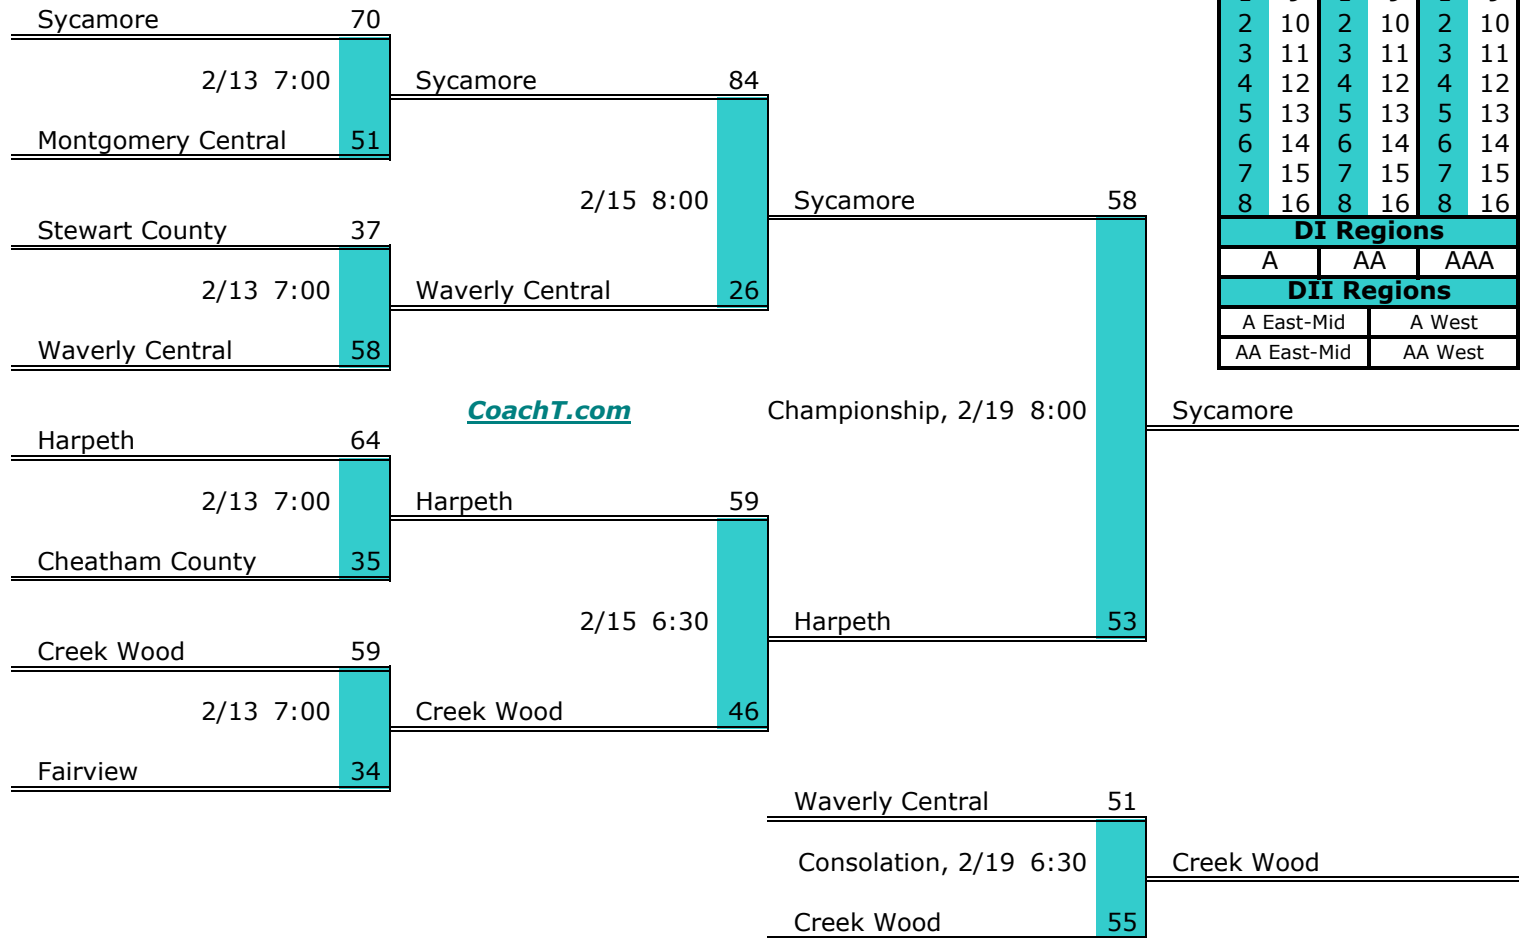 Sycamore 70
2/13 7:00
Montgomery Central 51
Sycamore 84
2/15 8:00
Stewart County 37
2/13 7:00
Waverly Central 58
Waverly Central 26
Sycamore 58
CoachT.com
Championship, 2/19 8:00
Sycamore
Harpeth 64
2/13 7:00
Cheatham County 35
Harpeth 59
2/15 6:30
Harpeth 53
Creek Wood 59
2/13 7:00
Fairview 34
Creek Wood 46
Waverly Central 51
Consolation, 2/19 6:30
Creek Wood 55
Creek Wood
2 10 2 10 2 10
3 11 3 11 3 11
4 12 4 12 4 12
5 13 5 13 5 13
6 14 6 14 6 14
7 15 7 15 7 15
8 16 8 16 8 16
DI Regions
A AA AAA
DII Regions
A East-Mid A West
AA East-Mid AA West